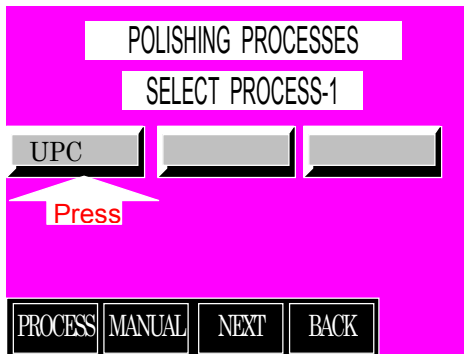 POLISHING PROCESSES
SELECT PROCESS-1
UPC
Press
PROCESS MANUAL NEXT BACK